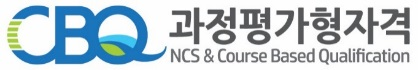 CBQ 과정평가형자격
NCS & Course Based Qualification